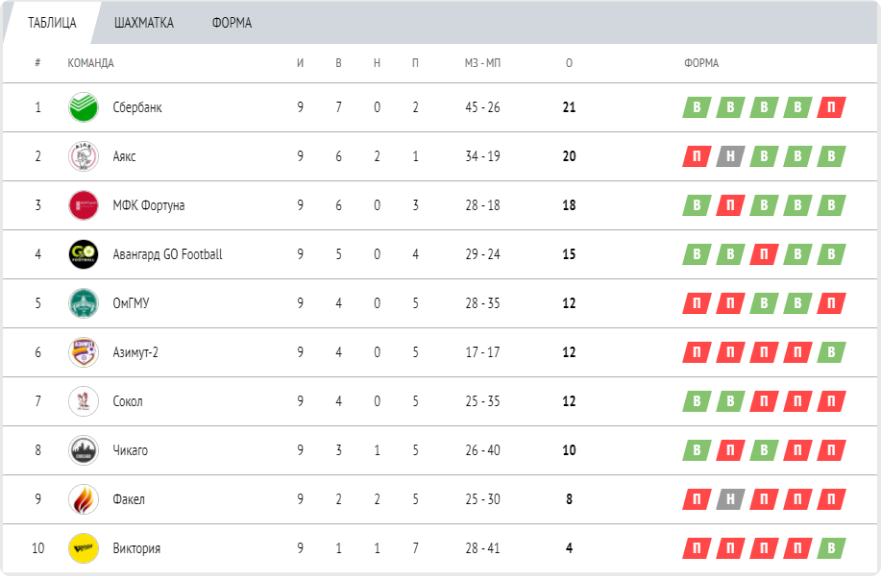 ТАБЛИЦА ШАХМАТКА ФОРМА
# КОМАНДА И В Н П МЗ - МП О ФОРМА
1 Сбербанк 9 7 0 2 45 - 26 21 В В В В П
2 АЯКС Аякс 9 6 2 1 34 - 19 20 П Н В В В
3 МФК Фортуна 9 6 0 3 28 - 18 18 В П В В В
4 GO FOOTBALL Авангард GO Football 9 5 0 4 29 - 24 15 В В П В В
5 ОмГМУ 9 4 0 5 28 - 35 12 П П В В П
6 АЗИМУТ Азимут-2 9 4 0 5 17 - 17 12 П П П П В
7 Сокол 9 4 0 5 25 - 35 12 В В П П П
8 CHICAGO Чикаго 9 3 1 5 26 - 40 10 В П В П П
9 Факел 9 2 2 5 25 - 30 8 П Н П П П
10 Виктория 9 1 1 7 28 - 41 4 П П П П В